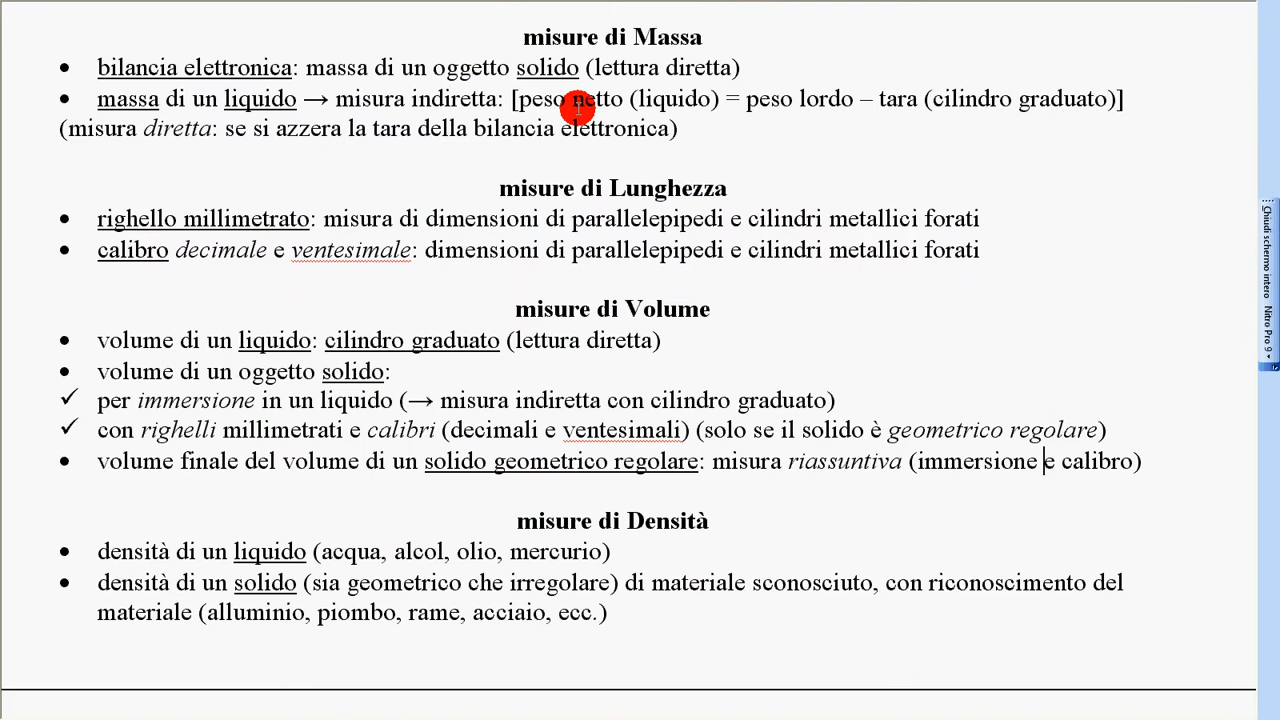 misure di Massa
• bilancia elettronica: massa di un oggetto solido (lettura diretta)
• massa di un liquido → misura indiretta: [peso netto (liquido) = peso lordo – tara (cilindro graduato)]
(misura diretta: se si azzera la tara della bilancia elettronica)
misure di Lunghezza
• righello millimetrato: misura di dimensioni di parallelepipedi e cilindri metallici forati
• calibro decimale e ventesimale: dimensioni di parallelepipedi e cilindri metallici forati
misure di Volume
• volume di un liquido: cilindro graduato (lettura diretta)
• volume di un oggetto solido:
✓ per immersione in un liquido (→ misura indiretta con cilindro graduato)
✓ con righelli millimetrati e calibri (decimali e ventesimali) (solo se il solido è geometrico regolare)
• volume finale del volume di un solido geometrico regolare: misura riassuntiva (immersione e calibro)
misure di Densità
• densità di un liquido (acqua, alcol, olio, mercurio)
• densità di un solido (sia geometrico che irregolare) di materiale sconosciuto, con riconoscimento del
materiale (alluminio, piombo, rame, acciaio, ecc.)
Chiudi schermo intero Nitro Pro 9